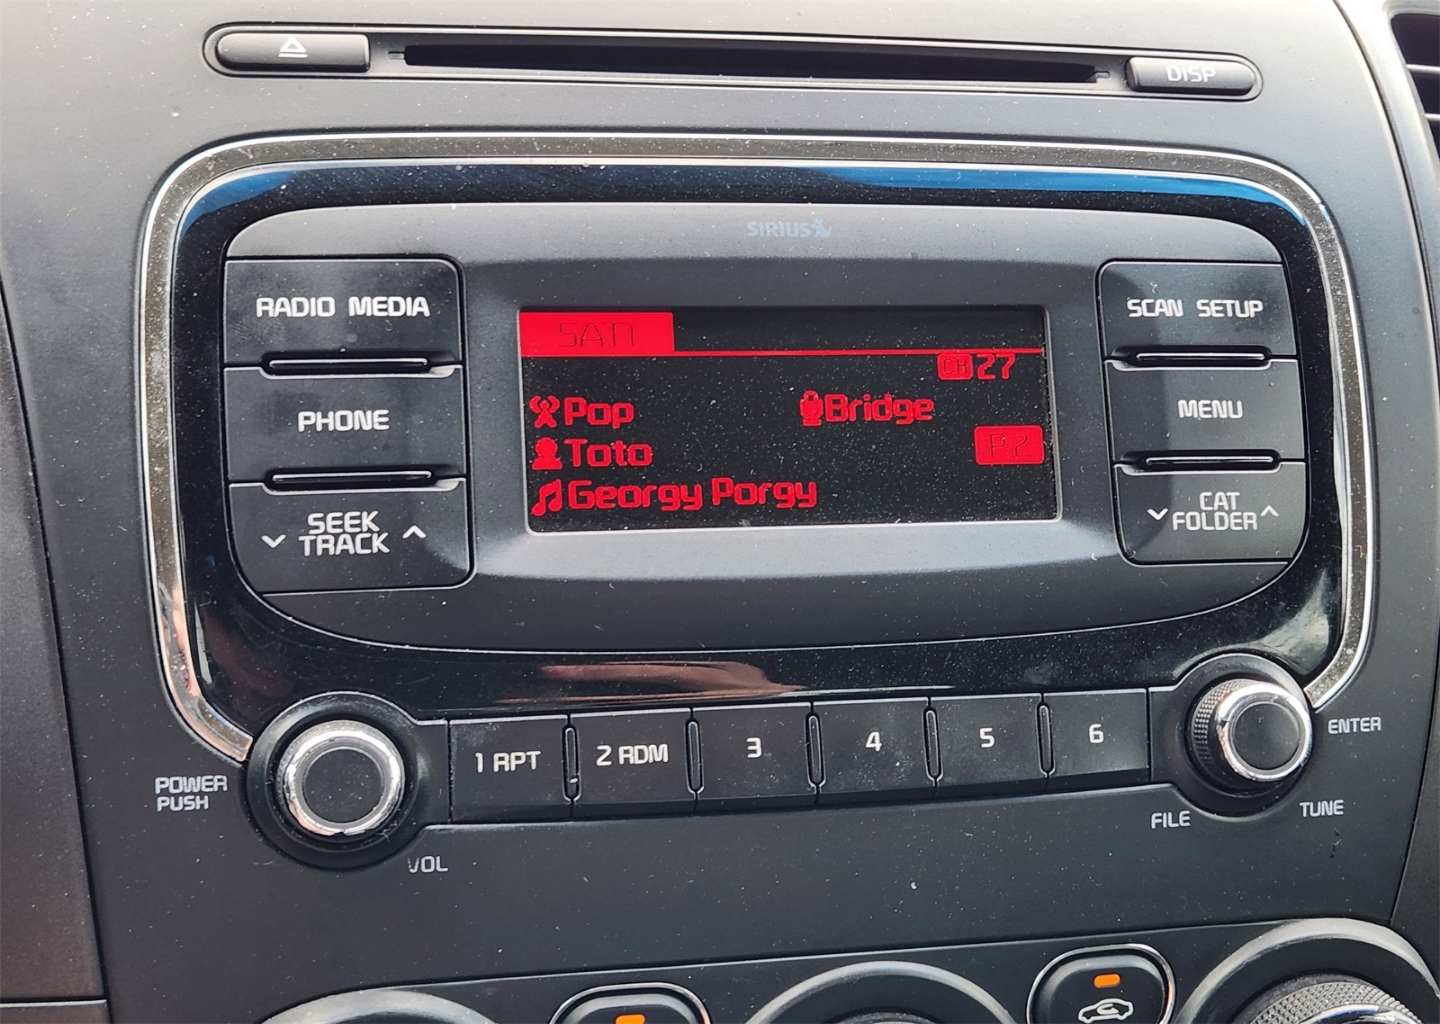 DISP
SIRIUS
RADIO MEDIA
SCAN SETUP
SAT1
CH 27
PHONE
Pop Bridge
MENU
Toto
P2
Georgy Porgy
SEEK
TRACK
CAT
FOLDER
1 RPT
2 RDM
3
4
5
6
ENTER
POWER
PUSH
VOL
FILE
TUNE